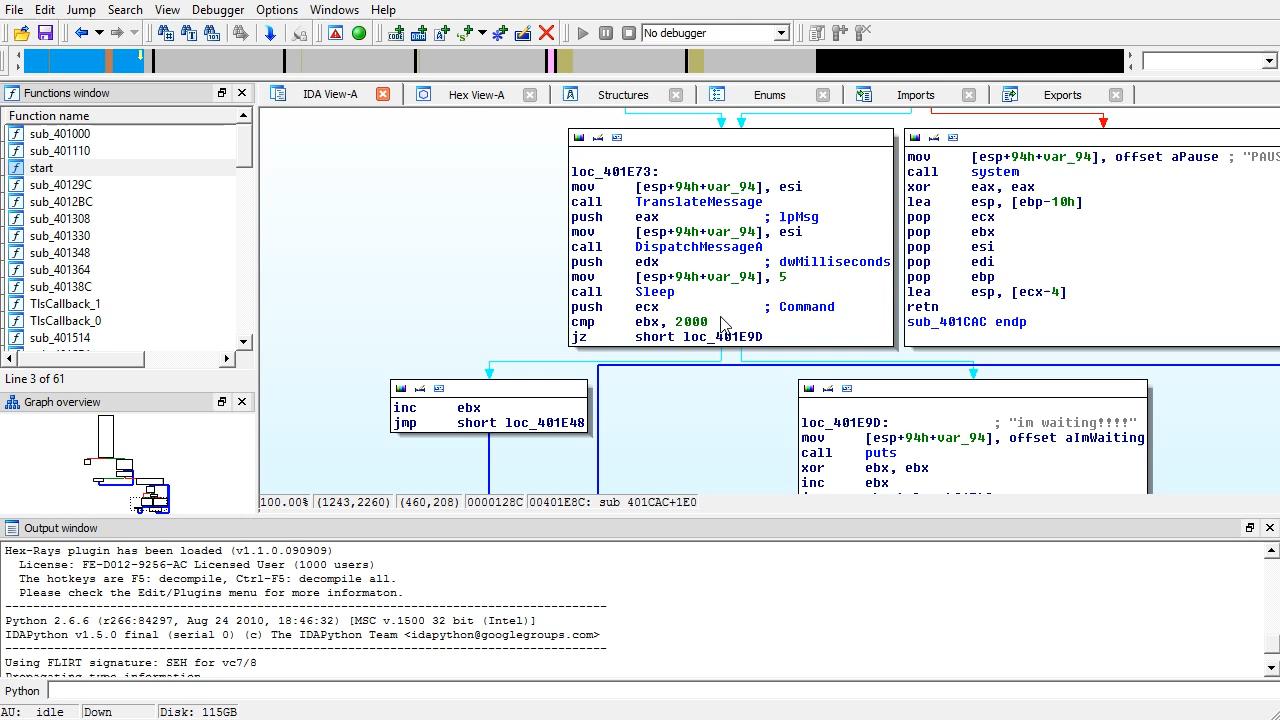 File Edit Jump Search View Debugger Options Windows Help
No debugger
Functions window
IDA View-A
Hex View-A
Structures
Enums
Imports
Exports
Function name
sub_401000
sub_401110
start
sub_40129C
sub_4012BC
sub_401308
sub_401330
sub_401348
sub_401364
sub_40138C
TlsCallback_1
TlsCallback_0
sub_401514
Line 3 of 61
Graph overview
loc_401E73:
mov [esp+94h+var_94], esi
call TranslateMessage
push eax ; lpMsg
mov [esp+94h+var_94], esi
call DispatchMessageA
push edx ; dwMilliseconds
mov [esp+94h+var_94], 5
call Sleep
push ecx ; Command
cmp ebx, 2000
jz short loc_401E9D
mov [esp+94h+var_94], offset aPause ; "PAUS
call system
xor eax, eax
lea esp, [ebp-10h]
pop ecx
pop ebx
pop esi
pop edi
pop ebp
lea esp, [ecx-4]
retn
sub_401CAC endp
inc ebx
jmp short loc_401E48
loc_401E9D: ; "im waiting!!!!"
mov [esp+94h+var_94], offset aImWaiting
call puts
xor ebx, ebx
inc ebx
100.00% (1243,2260) (460,208) 0000128C 00401E8C: sub 401CAC+1E0
Output window
Hex-Rays plugin has been loaded (v1.1.0.090909)
License: FE-D012-9256-AC Licensed User (1000 users)
The hotkeys are F5: decompile, Ctrl-F5: decompile all.
Please check the Edit/Plugins menu for more informaton.
Python 2.6.6 (r266:84297, Aug 24 2010, 18:46:32) [MSC v.1500 32 bit (Intel)]
IDAPython v1.5.0 final (serial 0) (c) The IDAPython Team <idapython@googlegroups.com>
Using FLIRT signature: SEH for vc7/8
Propagating type information
Python
AU: idle Down Disk: 115GB